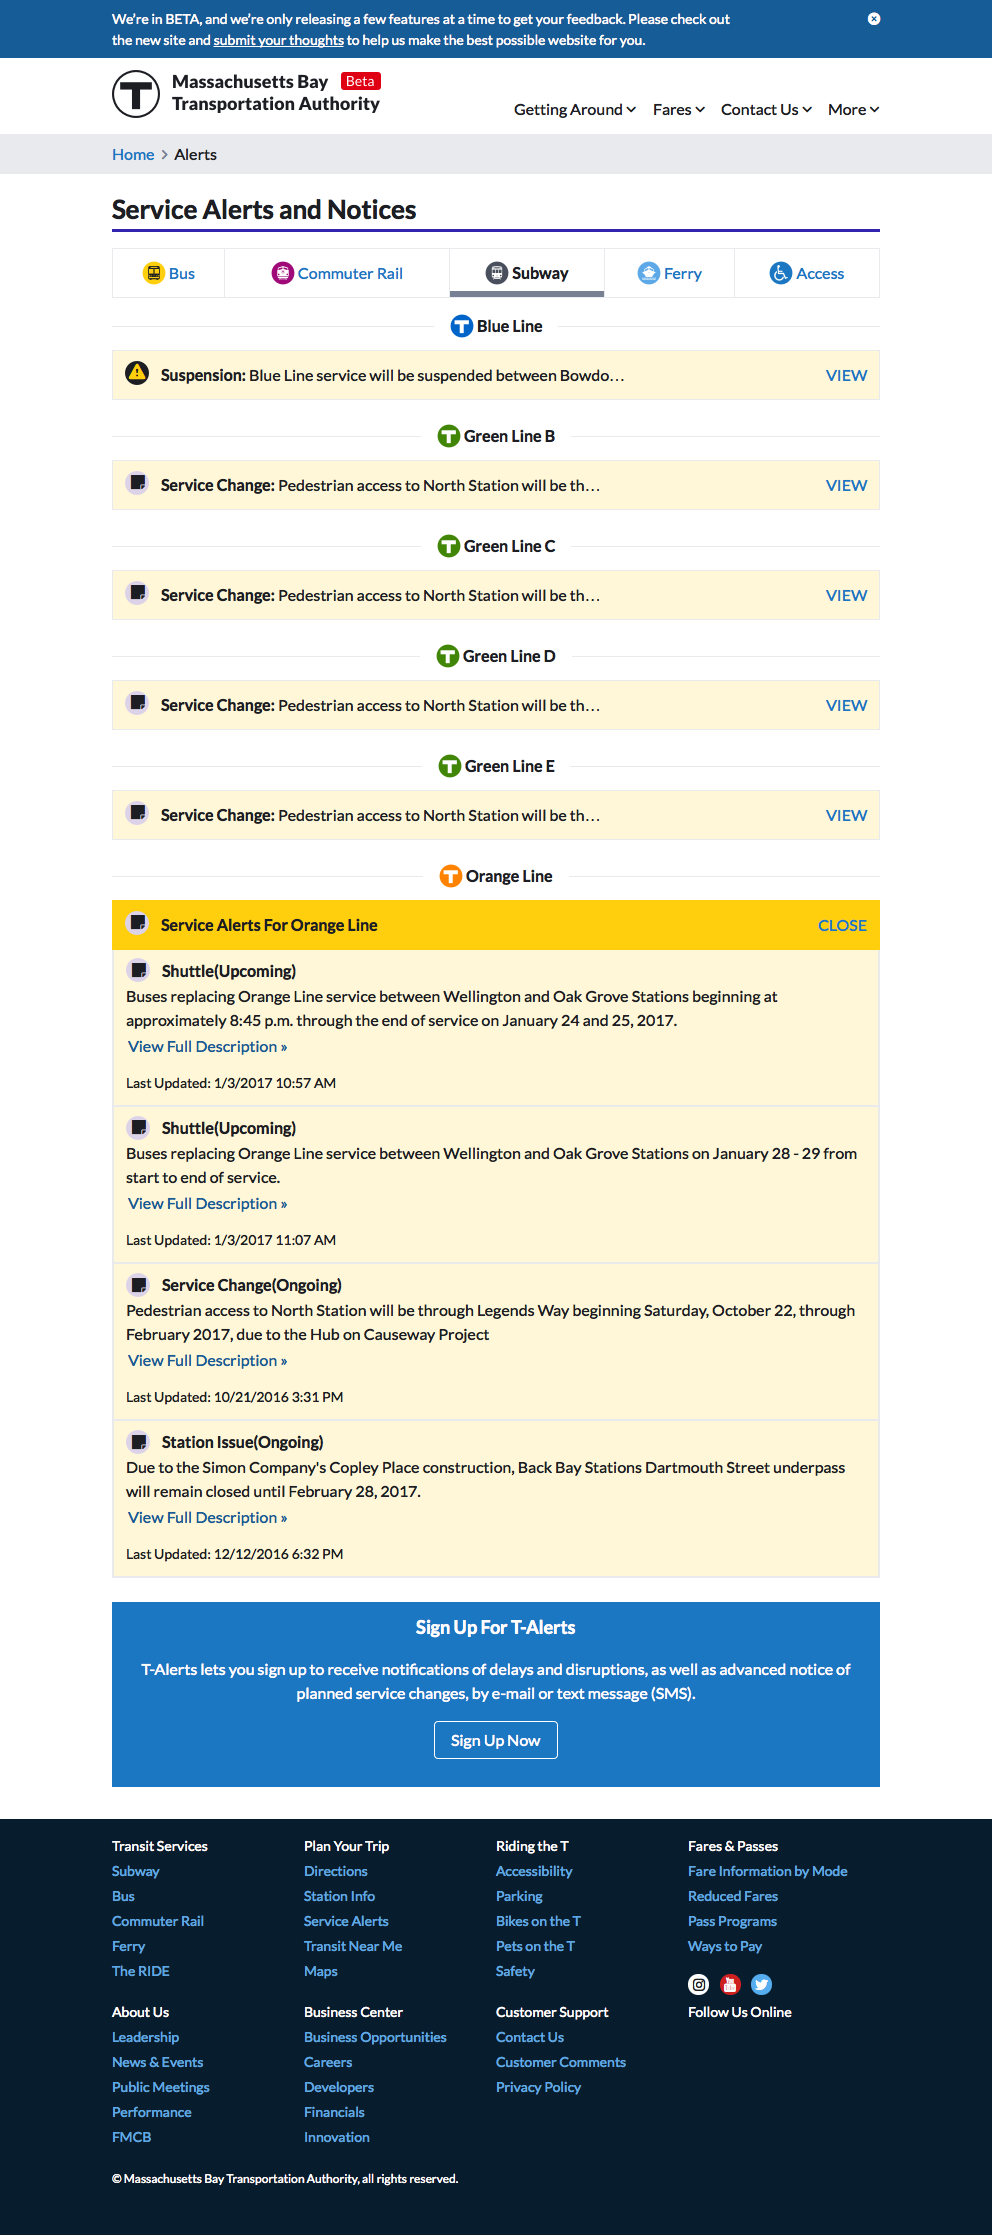 We're in BETA, and we're only releasing a few features at a time to get your feedback. Please check out
the new site and submit your thoughts to help us make the best possible website for you.
Massachusetts Bay Beta
Transportation Authority
Getting Around Fares Contact Us More
Home > Alerts
Service Alerts and Notices
Bus Commuter Rail Subway Ferry Access
T Blue Line
Suspension: Blue Line service will be suspended between Bowdo… VIEW
T Green Line B
Service Change: Pedestrian access to North Station will be th… VIEW
T Green Line C
Service Change: Pedestrian access to North Station will be th… VIEW
T Green Line D
Service Change: Pedestrian access to North Station will be th… VIEW
T Green Line E
Service Change: Pedestrian access to North Station will be th… VIEW
T Orange Line
Service Alerts For Orange Line CLOSE
Shuttle(Upcoming)
Buses replacing Orange Line service between Wellington and Oak Grove Stations beginning at
approximately 8:45 p.m. through the end of service on January 24 and 25, 2017.
View Full Description »
Last Updated: 1/3/2017 10:57 AM
Shuttle(Upcoming)
Buses replacing Orange Line service between Wellington and Oak Grove Stations on January 28 - 29 from
start to end of service.
View Full Description »
Last Updated: 1/3/2017 11:07 AM
Service Change(Ongoing)
Pedestrian access to North Station will be through Legends Way beginning Saturday, October 22, through
February 2017, due to the Hub on Causeway Project
View Full Description »
Last Updated: 10/21/2016 3:31 PM
Station Issue(Ongoing)
Due to the Simon Company's Copley Place construction, Back Bay Stations Dartmouth Street underpass
will remain closed until February 28, 2017.
View Full Description »
Last Updated: 12/12/2016 6:32 PM
Sign Up For T-Alerts
T-Alerts lets you sign up to receive notifications of delays and disruptions, as well as advanced notice of
planned service changes, by e-mail or text message (SMS).
Sign Up Now
Transit Services
Subway
Bus
Commuter Rail
Ferry
The RIDE
Plan Your Trip
Directions
Station Info
Service Alerts
Transit Near Me
Maps
Riding the T
Accessibility
Parking
Bikes on the T
Pets on the T
Safety
Fares & Passes
Fare Information by Mode
Reduced Fares
Pass Programs
Ways to Pay
About Us
Leadership
News & Events
Public Meetings
Performance
FMCB
Business Center
Business Opportunities
Careers
Developers
Financials
Innovation
Customer Support
Contact Us
Customer Comments
Privacy Policy
Follow Us Online
© Massachusetts Bay Transportation Authority, all rights reserved.